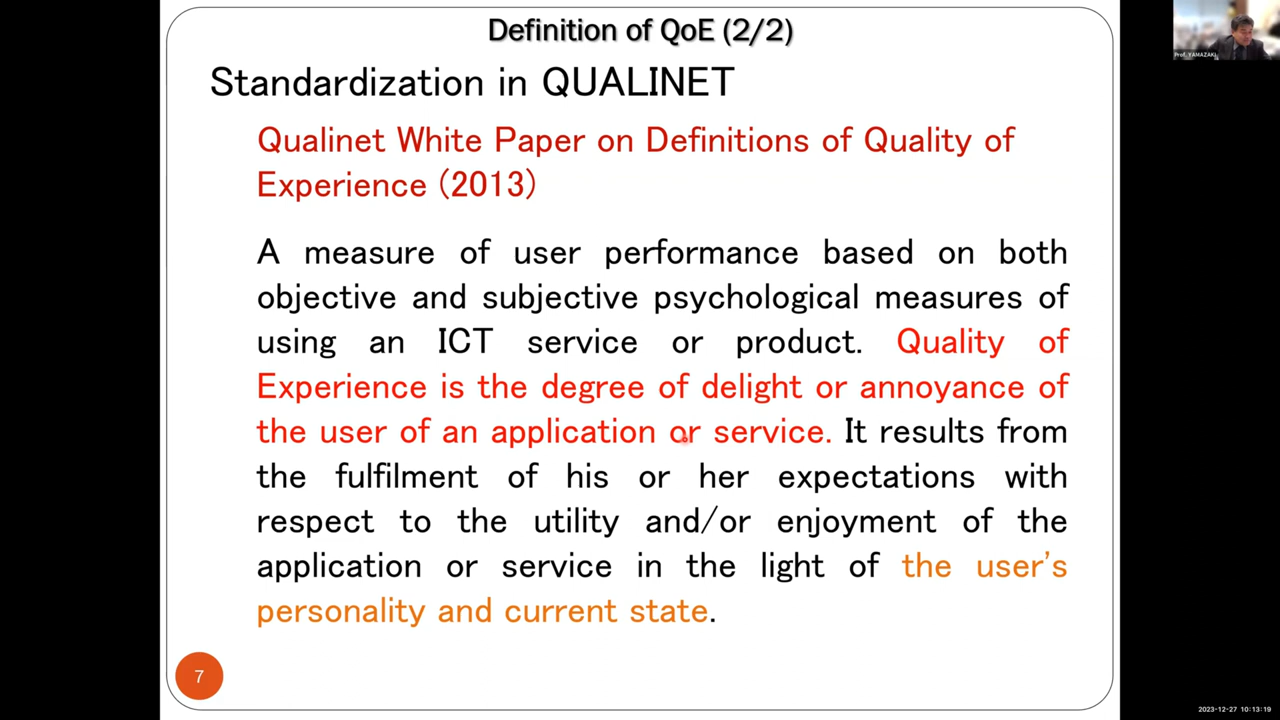 Definition of QoE (2/2)
Standardization in QUALINET
Qualinet White Paper on Definitions of Quality of
Experience (2013)
A measure of user performance based on both
objective and subjective psychological measures of
using an ICT service or product. Quality of
Experience is the degree of delight or annoyance of
the user of an application or service. It results from
the fulfilment of his or her expectations with
respect to the utility and/or enjoyment of the
application or service in the light of the user's
personality and current state.
7
Prof. YAMAZAKI
2023-12-27 10:13:19